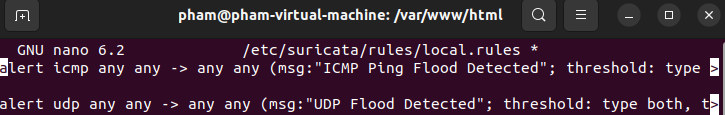 pham@pham-virtual-machine: /var/www/html
GNU nano 6.2 /etc/suricata/rules/local.rules *
alert icmp any any -> any any (msg:"ICMP Ping Flood Detected"; threshold: type >
alert udp any any -> any any (msg:"UDP Flood Detected"; threshold: type both, t>